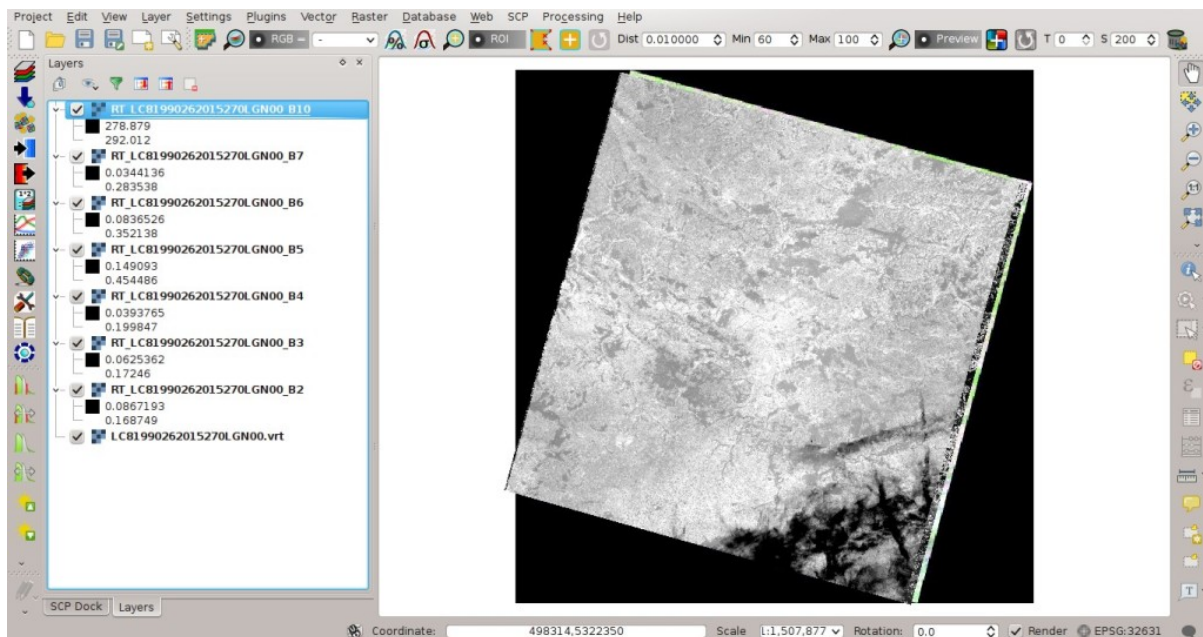 Project Edit View Layer Settings Plugins Vector Raster Database Web SCP Processing Help
RGB = - ROI Dist 0.010000 Min 60 Max 100 Preview T 0 S 200
Layers
RT_LC81990262015270LGN00_B10
278.879
292.012
RT_LC81990262015270LGN00_B7
0.0344136
0.283538
RT_LC81990262015270LGN00_B6
0.0836526
0.352138
RT_LC81990262015270LGN00_B5
0.149093
0.454486
RT_LC81990262015270LGN00_B4
0.0393765
0.199847
RT_LC81990262015270LGN00_B3
0.0625362
0.17246
RT_LC81990262015270LGN00_B2
0.0867193
0.168749
LC81990262015270LGN00.vrt
SCP Dock Layers
Coordinate: 498314,5322350 Scale 1:1,507,877 Rotation: 0.0 Render EPSG:32631